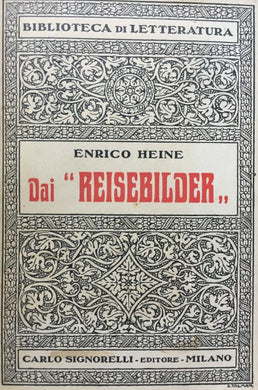 BIBLIOTECA DI LETTERATURA
ENRICO HEINE
Dai “REISEBILDER„
CARLO SIGNORELLI - EDITORE - MILANO